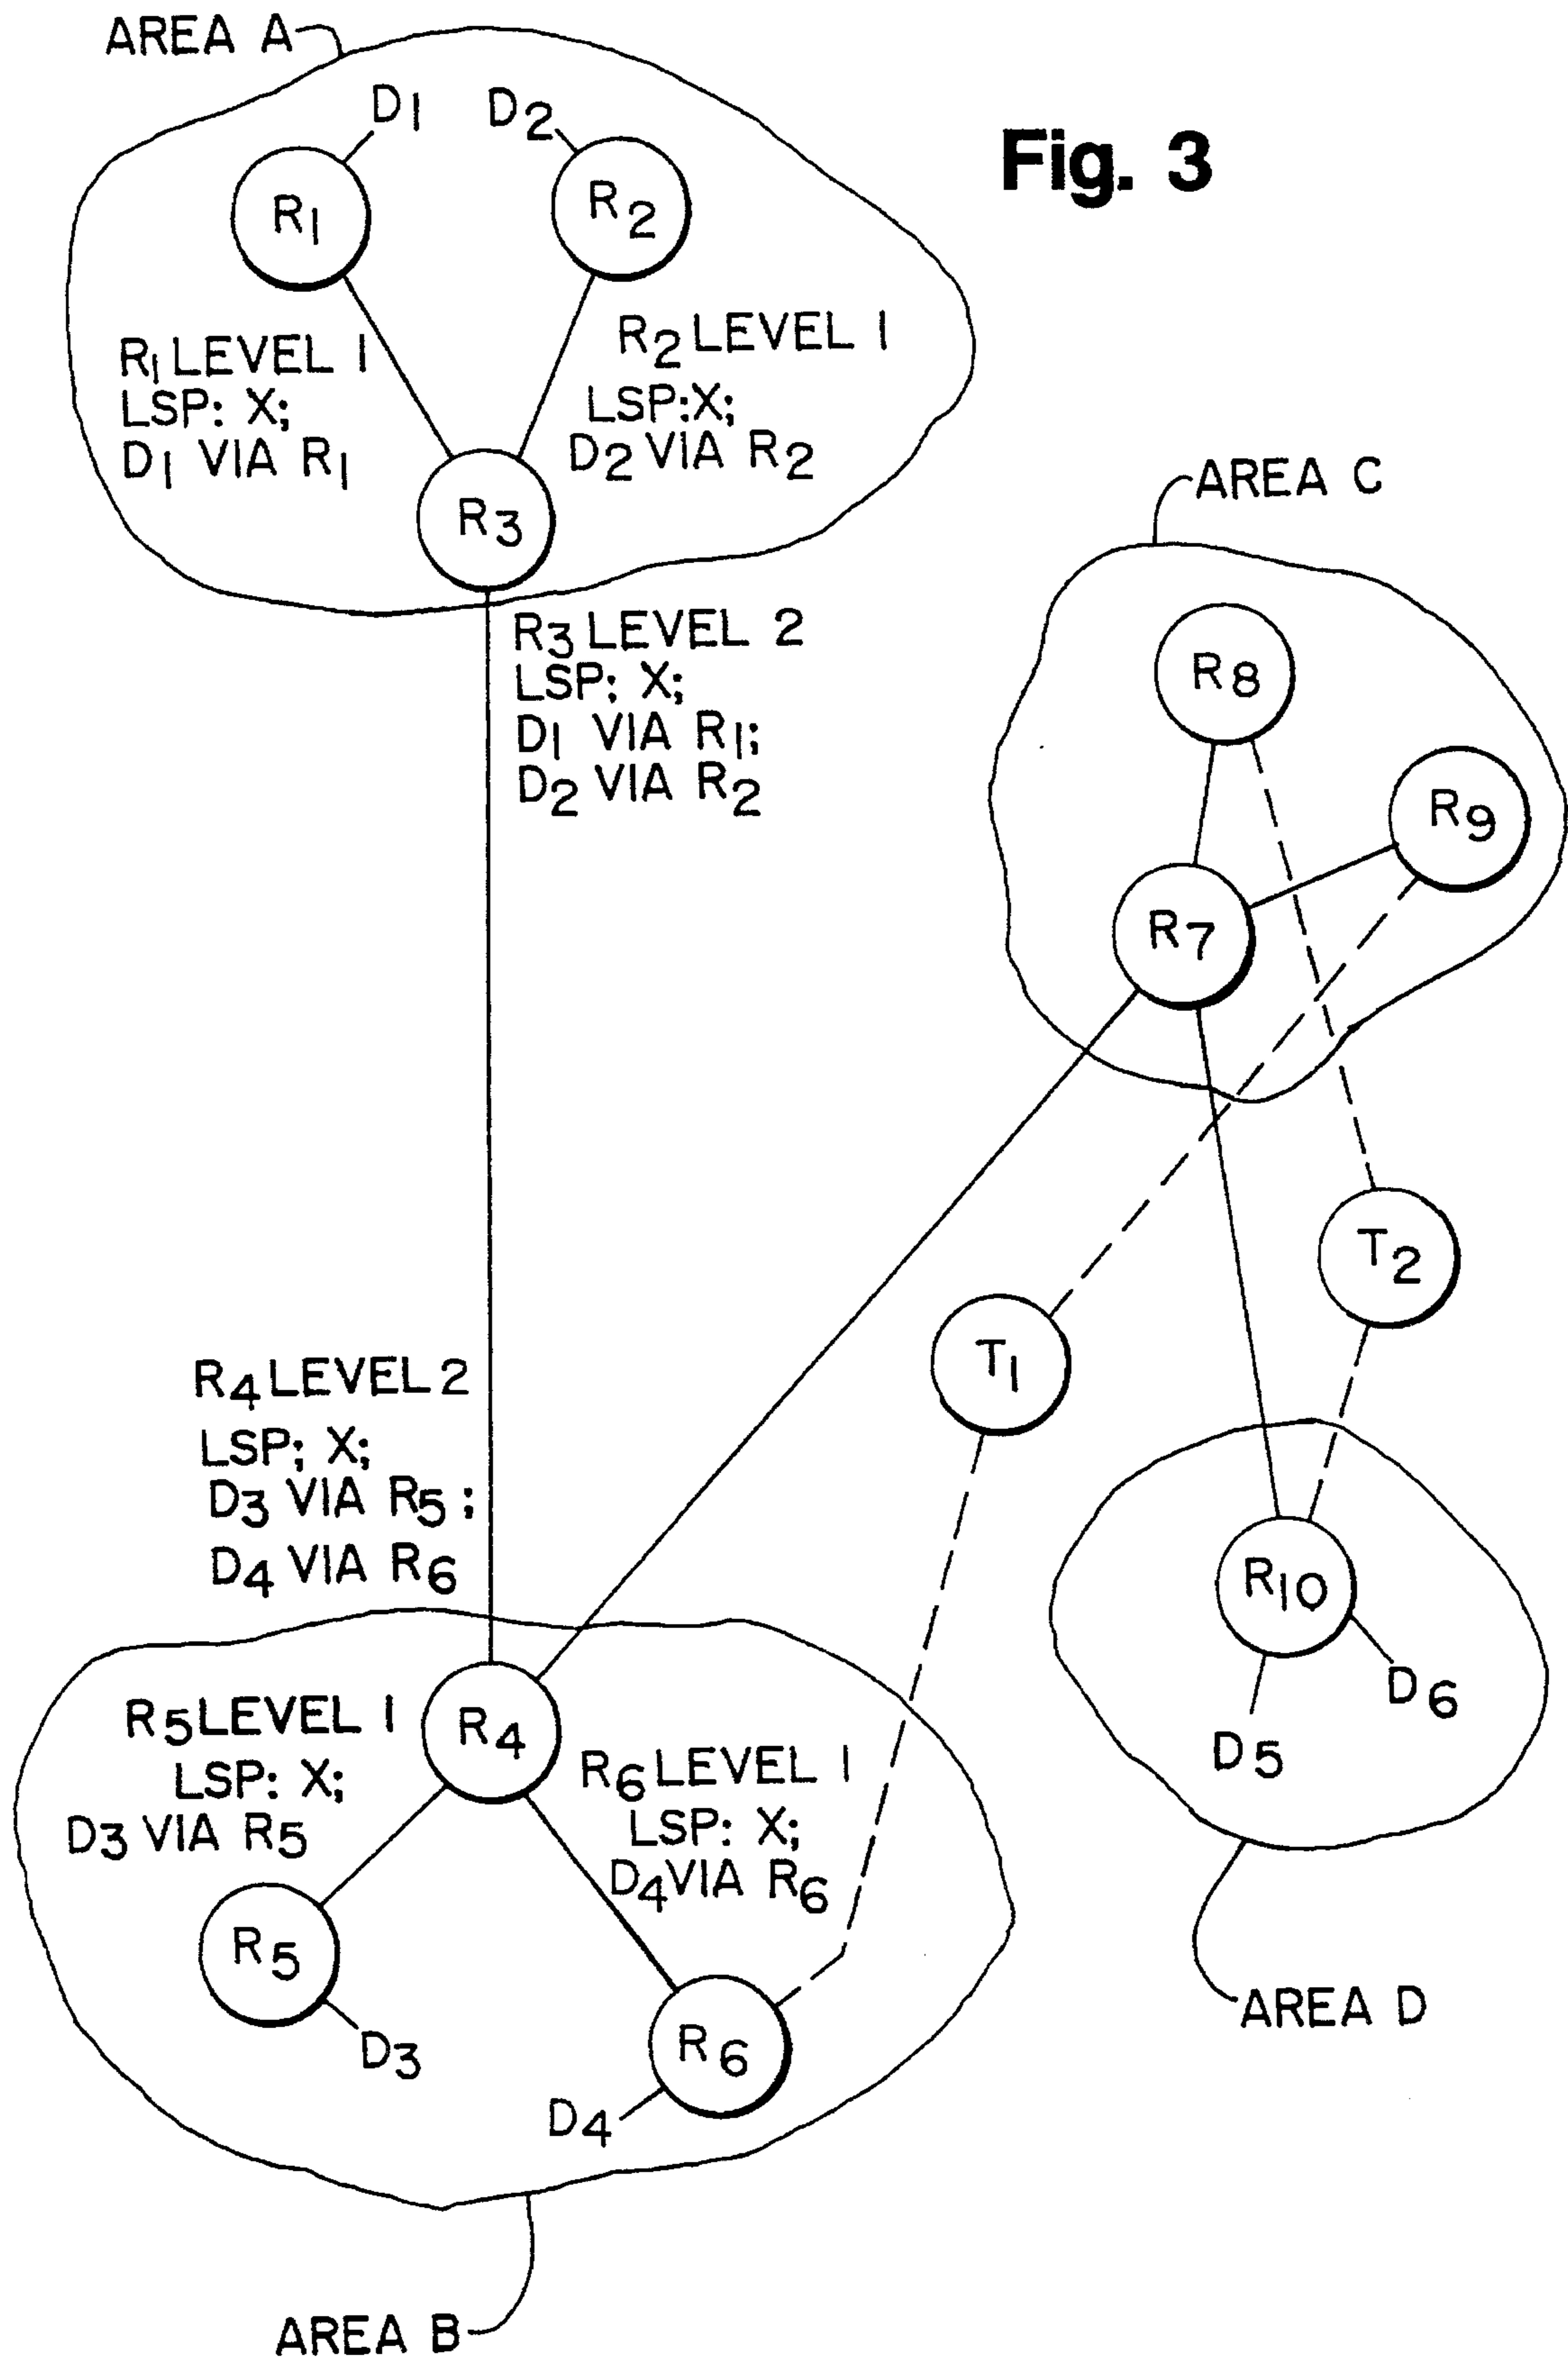 AREA A
D1
D2
Fig. 3
R1
R2
R1 LEVEL 1
LSP: X;
D1 VIA R1
R2 LEVEL 1
LSP:X;
D2 VIA R2
R3
AREA C
R3 LEVEL 2
LSP: X;
D1 VIA R1;
D2 VIA R2
R8
R9
R7
T2
T1
R4 LEVEL 2
LSP; X;
D3 VIA R5;
D4 VIA R6
R10
D6
D5
R5 LEVEL 1
LSP: X;
D3 VIA R5
R4
R6 LEVEL 1
LSP: X;
D4 VIA R6
R5
D3
R6
D4
AREA D
AREA B